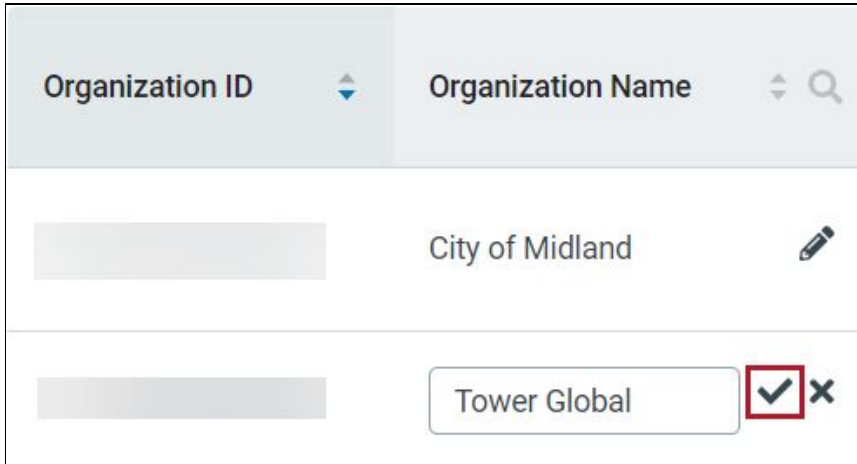 Organization ID
Organization Name
City of Midland
Tower Global